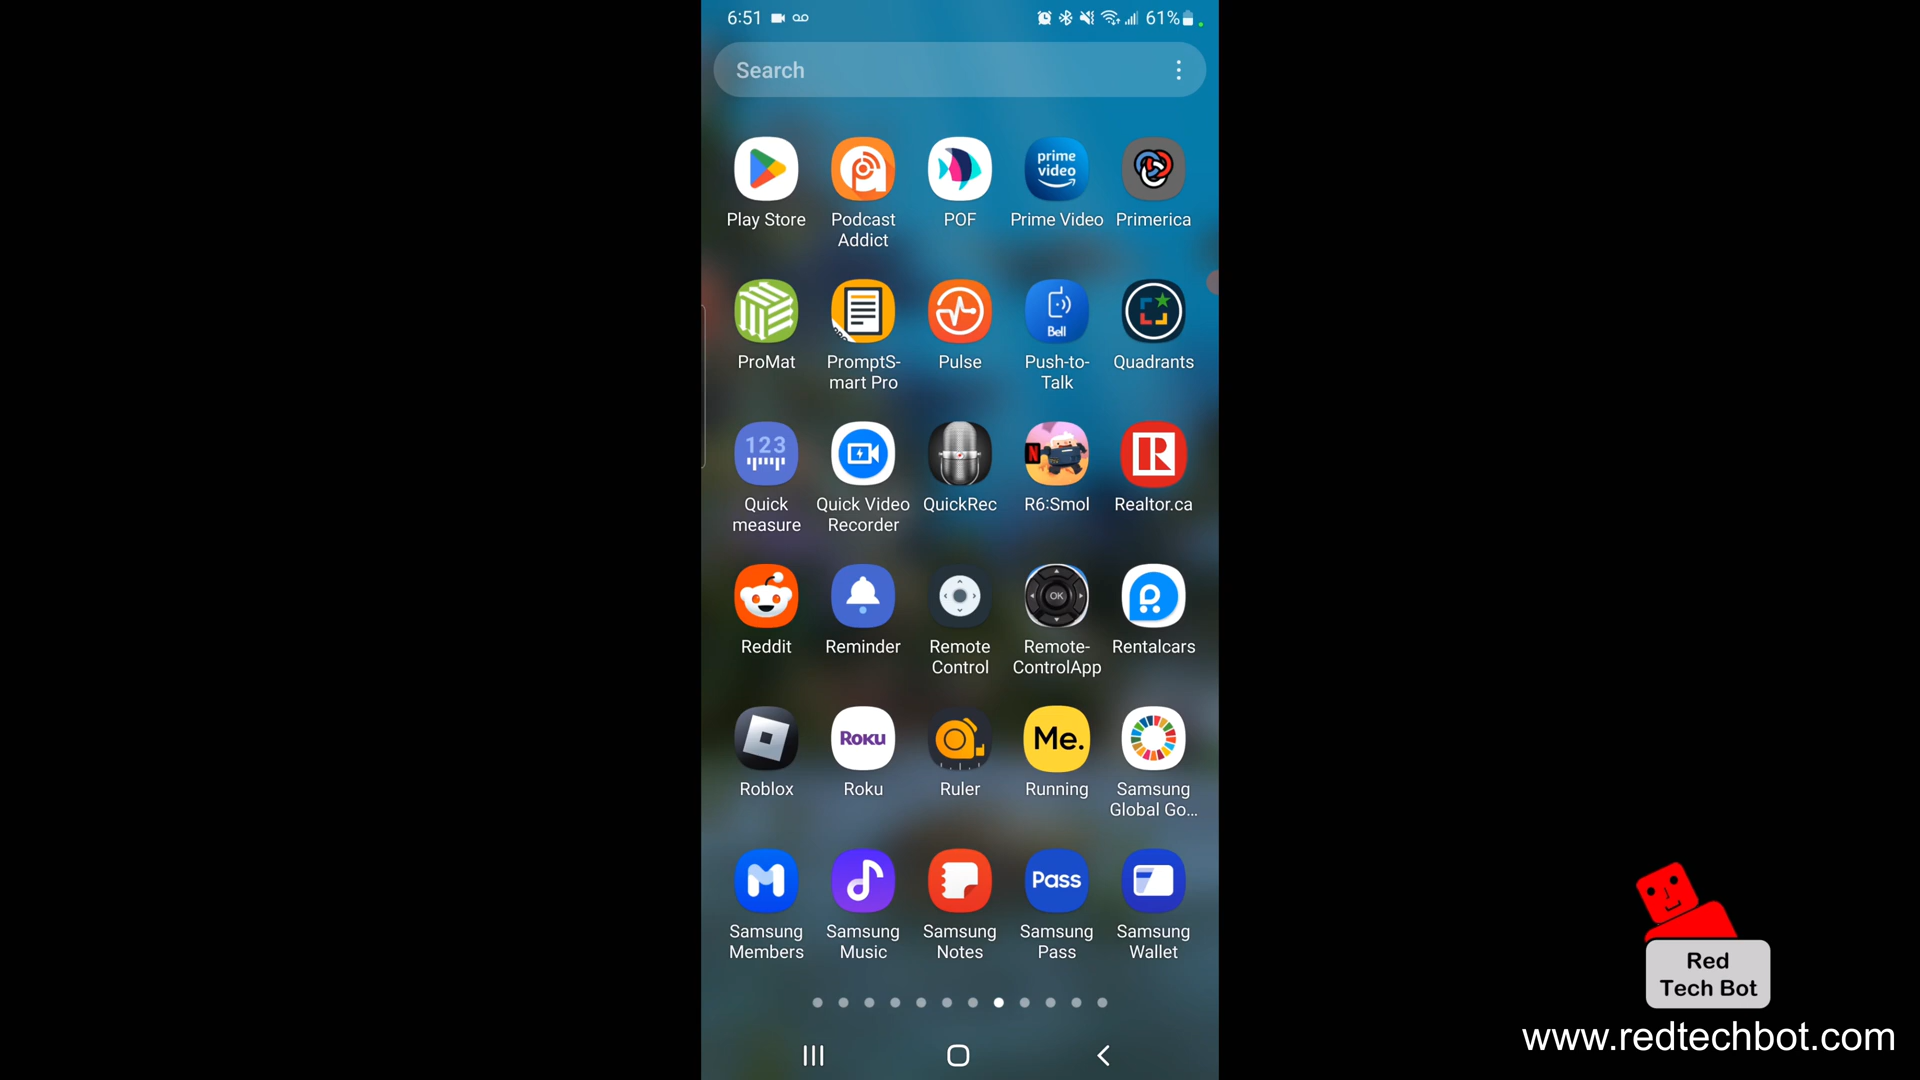 6:51
61%
Search
prime
video
Play Store
Podcast
Addict
POF
Prime Video
Primerica
Bell
ProMat
PromptS-
mart Pro
Pulse
Push-to-
Talk
Quadrants
123
N
R
Quick
measure
Quick Video
Recorder
QuickRec
R6:Smol
Realtor.ca
OK
Reddit
Reminder
Remote
Control
Remote-
ControlApp
Rentalcars
Roku
Me.
Roblox
Roku
Ruler
Running
Samsung
Global Go...
Pass
Samsung
Members
Samsung
Music
Samsung
Notes
Samsung
Pass
Samsung
Wallet
Red
Tech Bot
www.redtechbot.com